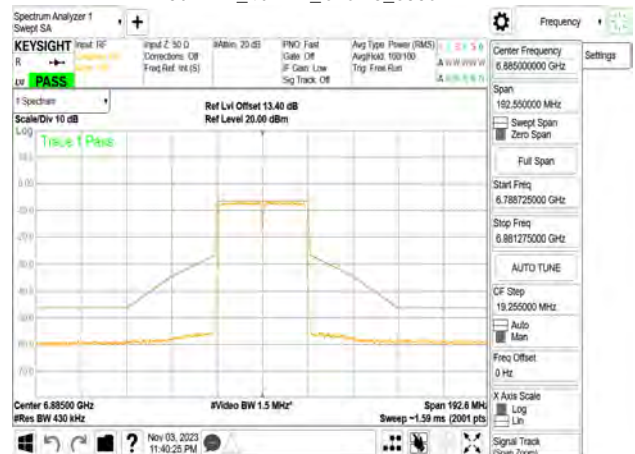 Spectrum Analyzer 1
Swept SA
Frequency
KEYSIGHT
Input: RF
Input Z: 50 Ω
#Atten: 20 dB
PNO: Fast
Avg Type: Power (RMS)
R
Corrections: Off
Gate: Off
Avg|Hold: 100/100
Freq Ref: Int (S)
IF Gain: Low
Trig: Free Run
Sig Track: Off
LV
PASS
1 Spectrum
Scale/Div 10 dB
Ref Lvl Offset 13.40 dB
Ref Level 20.00 dBm
Log
Trace 1 Pass
Center 6.88500 GHz
#Res BW 430 kHz
#Video BW 1.5 MHz*
Span 192.6 MHz
Sweep ~1.59 ms (2001 pts
Nov 03, 2023
11:40:25 PM
?
Center Frequency
6.885000000 GHz
Settings
Span
192.550000 MHz
Swept Span
Zero Span
Full Span
Start Freq
6.788725000 GHz
Stop Freq
6.981275000 GHz
AUTO TUNE
CF Step
19.255000 MHz
Auto
Man
Freq Offset
0 Hz
X Axis Scale
Log
Lin
Signal Track
(Span Zoom)